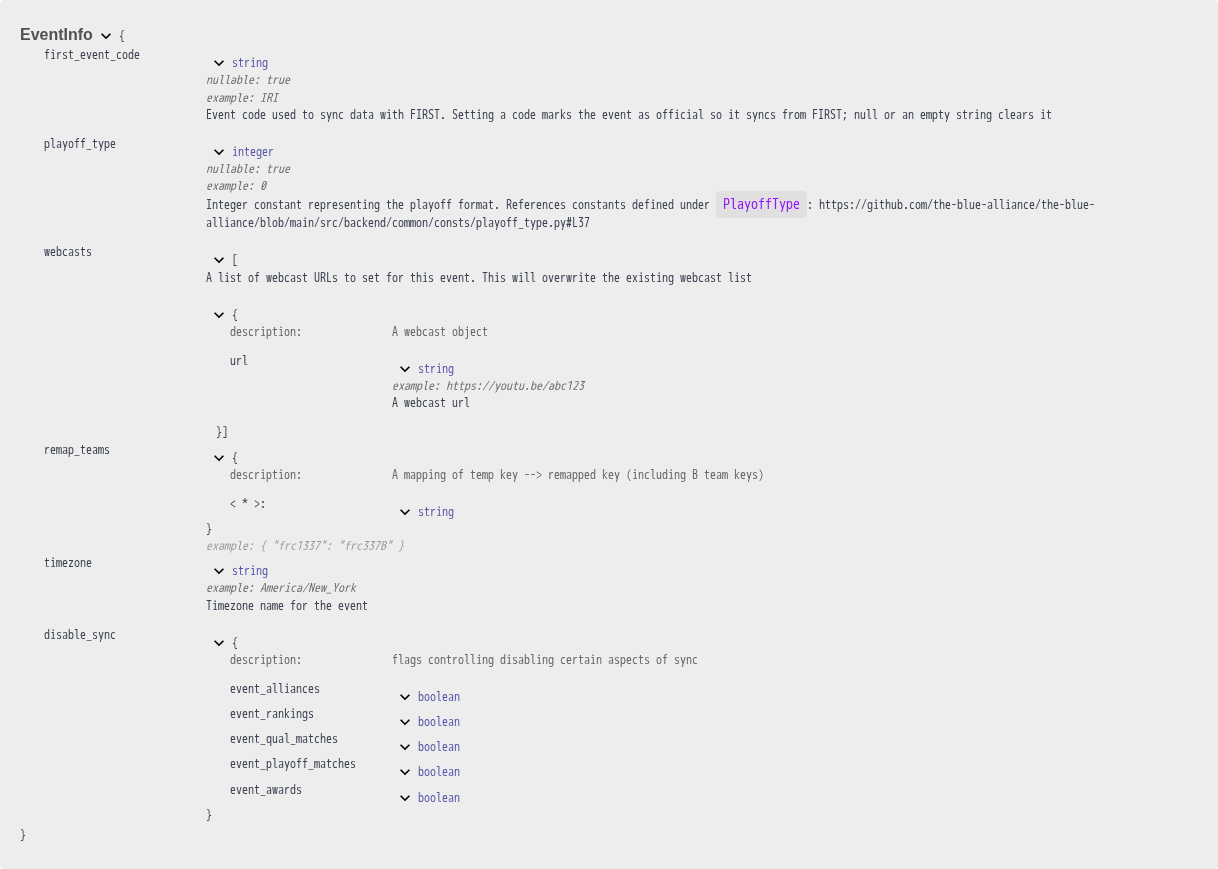 EventInfo {
first_event_code
string
nullable: true
example: IRI
Event code used to sync data with FIRST. Setting a code marks the event as official so it syncs from FIRST; null or an empty string clears it
playoff_type
integer
nullable: true
example: 0
Integer constant representing the playoff format. References constants defined under PlayoffType : https://github.com/the-blue-alliance/the-blue-
alliance/blob/main/src/backend/common/consts/playoff_type.py#L37
webcasts
[
A list of webcast URLs to set for this event. This will overwrite the existing webcast list
{
description: A webcast object
url
string
example: https://youtu.be/abc123
A webcast url
}]
remap_teams
{
description: A mapping of temp key --> remapped key (including B team keys)
< * >:
string
}
example: { "frc1337": "frc337B" }
timezone
string
example: America/New_York
Timezone name for the event
disable_sync
{
description: flags controlling disabling certain aspects of sync
event_alliances
boolean
event_rankings
boolean
event_qual_matches
boolean
event_playoff_matches
boolean
event_awards
boolean
}
}